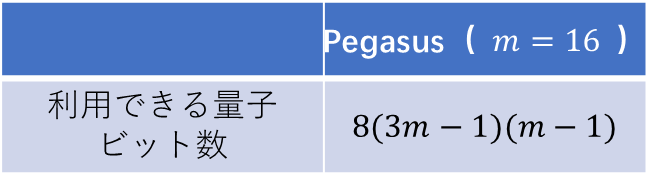 Pegasus ( m = 16 )
利用できる量子
ビット数
8(3m − 1)(m − 1)